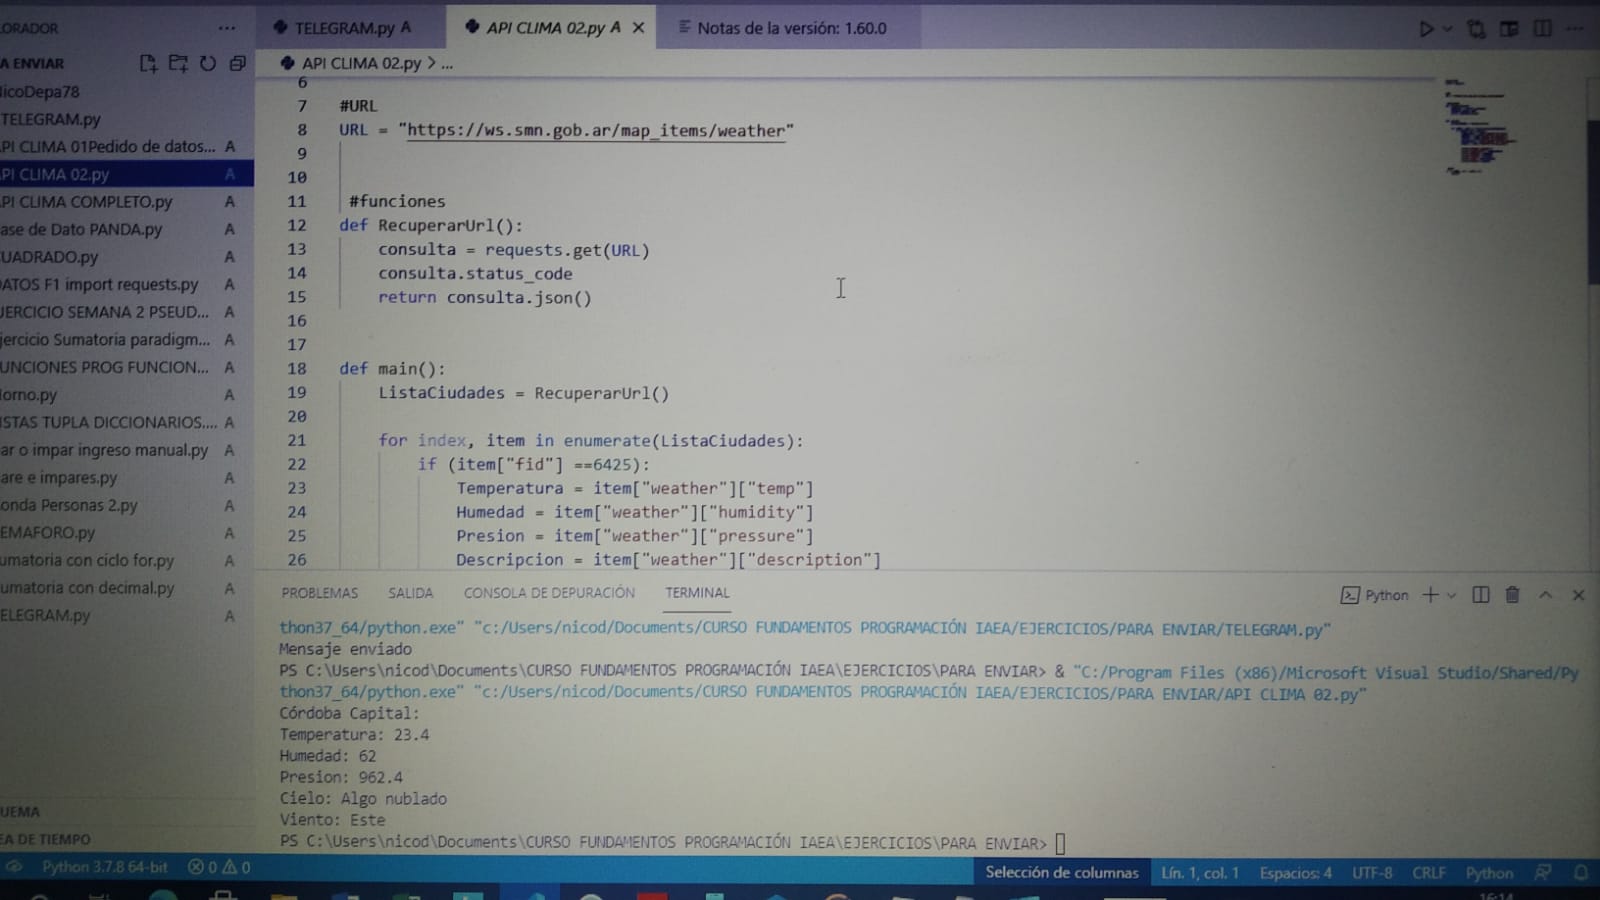 ORADOR ...
TELEGRAM.py A
API CLIMA 02.py A
Notas de la versión: 1.60.0
A ENVIAR
API CLIMA 02.py > ...
icoDepa78
TELEGRAM.py
PI CLIMA 01Pedido de datos... A
PI CLIMA 02.py A
PI CLIMA COMPLETO.py A
ase de Dato PANDA.py A
UADRADO.py A
ATOS F1 import requests.py A
JERCICIO SEMANA 2 PSEUD... A
jercicio Sumatoria paradigm... A
UNCIONES PROG FUNCION... A
orno.py A
ISTAS TUPLA DICCIONARIOS.... A
ar o impar ingreso manual.py A
are e impares.py A
onda Personas 2.py A
EMAFORO.py A
umatoria con ciclo for.py A
umatoria con decimal.py A
ELEGRAM.py A
UEMA
EA DE TIEMPO
6
7 #URL
8 URL = "https://ws.smn.gob.ar/map_items/weather"
9
10
11 #funciones
12 def RecuperarUrl():
13 consulta = requests.get(URL)
14 consulta.status_code
15 return consulta.json()
16
17
18 def main():
19 ListaCiudades = RecuperarUrl()
20
21 for index, item in enumerate(ListaCiudades):
22 if (item["fid"] ==6425):
23 Temperatura = item["weather"]["temp"]
24 Humedad = item["weather"]["humidity"]
25 Presion = item["weather"]["pressure"]
26 Descripcion = item["weather"]["description"]
PROBLEMAS SALIDA CONSOLA DE DEPURACIÓN TERMINAL
Python
thon37_64/python.exe" "c:/Users/nicod/Documents/CURSO FUNDAMENTOS PROGRAMACIÓN IAEA/EJERCICIOS/PARA ENVIAR/TELEGRAM.py"
Mensaje enviado
PS C:\Users\nicod\Documents\CURSO FUNDAMENTOS PROGRAMACIÓN IAEA\EJERCICIOS\PARA ENVIAR> & "C:/Program Files (x86)/Microsoft Visual Studio/Shared/Py
thon37_64/python.exe" "c:/Users/nicod/Documents/CURSO FUNDAMENTOS PROGRAMACIÓN IAEA/EJERCICIOS/PARA ENVIAR/API CLIMA 02.py"
Córdoba Capital:
Temperatura: 23.4
Humedad: 62
Presion: 962.4
Cielo: Algo nublado
Viento: Este
PS C:\Users\nicod\Documents\CURSO FUNDAMENTOS PROGRAMACIÓN IAEA\EJERCICIOS\PARA ENVIAR>
Python 3.7.8 64-bit 0 0
Selección de columnas Lín. 1, col. 1 Espacios: 4 UTF-8 CRLF Python
16:14